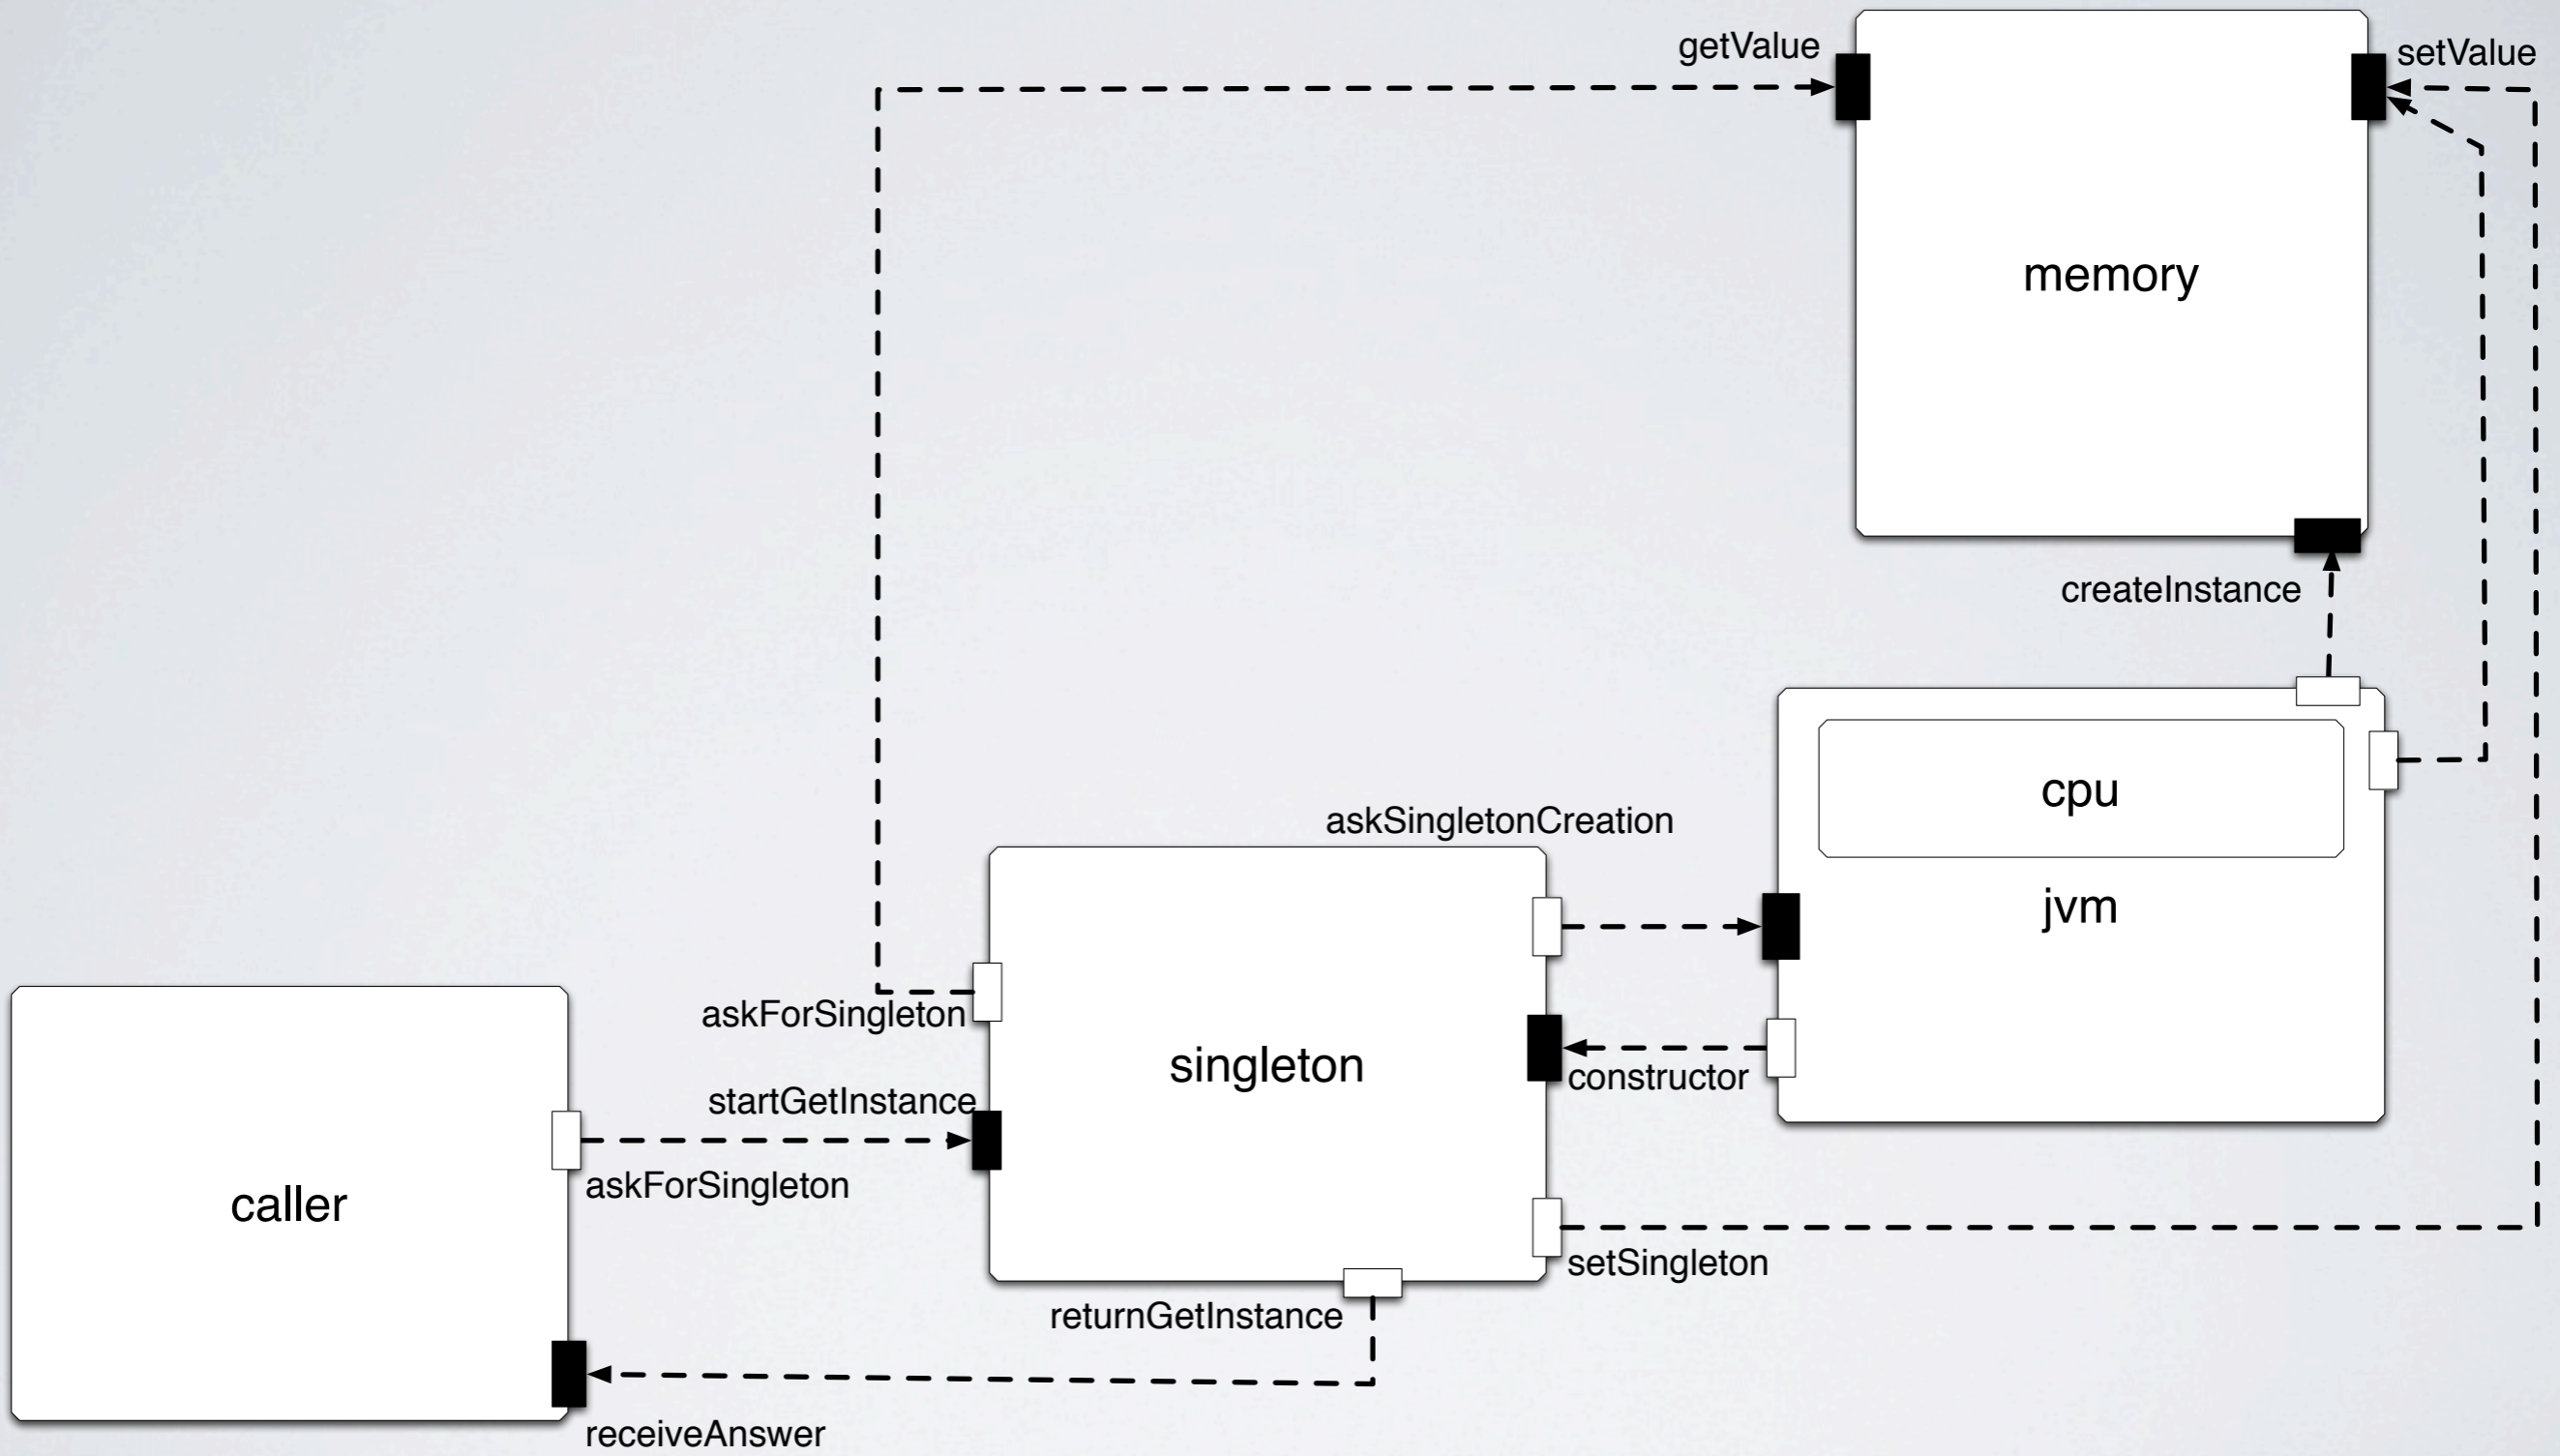 getValue
setValue
memory
createInstance
cpu
askSingletonCreation
jvm
askForSingleton
singleton
constructor
startGetInstance
askForSingleton
caller
setSingleton
returnGetInstance
receiveAnswer